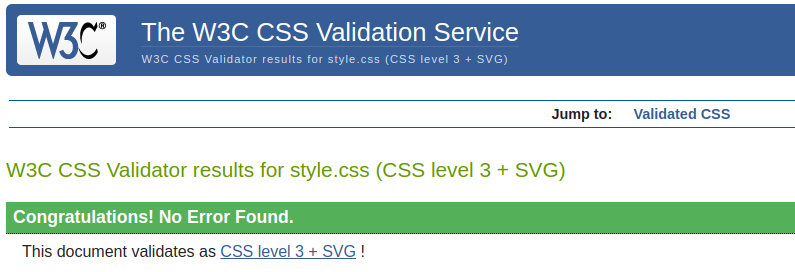 W3C®
The W3C CSS Validation Service
W3C CSS Validator results for style.css (CSS level 3 + SVG)
Jump to: Validated CSS
W3C CSS Validator results for style.css (CSS level 3 + SVG)
Congratulations! No Error Found.
This document validates as CSS level 3 + SVG !